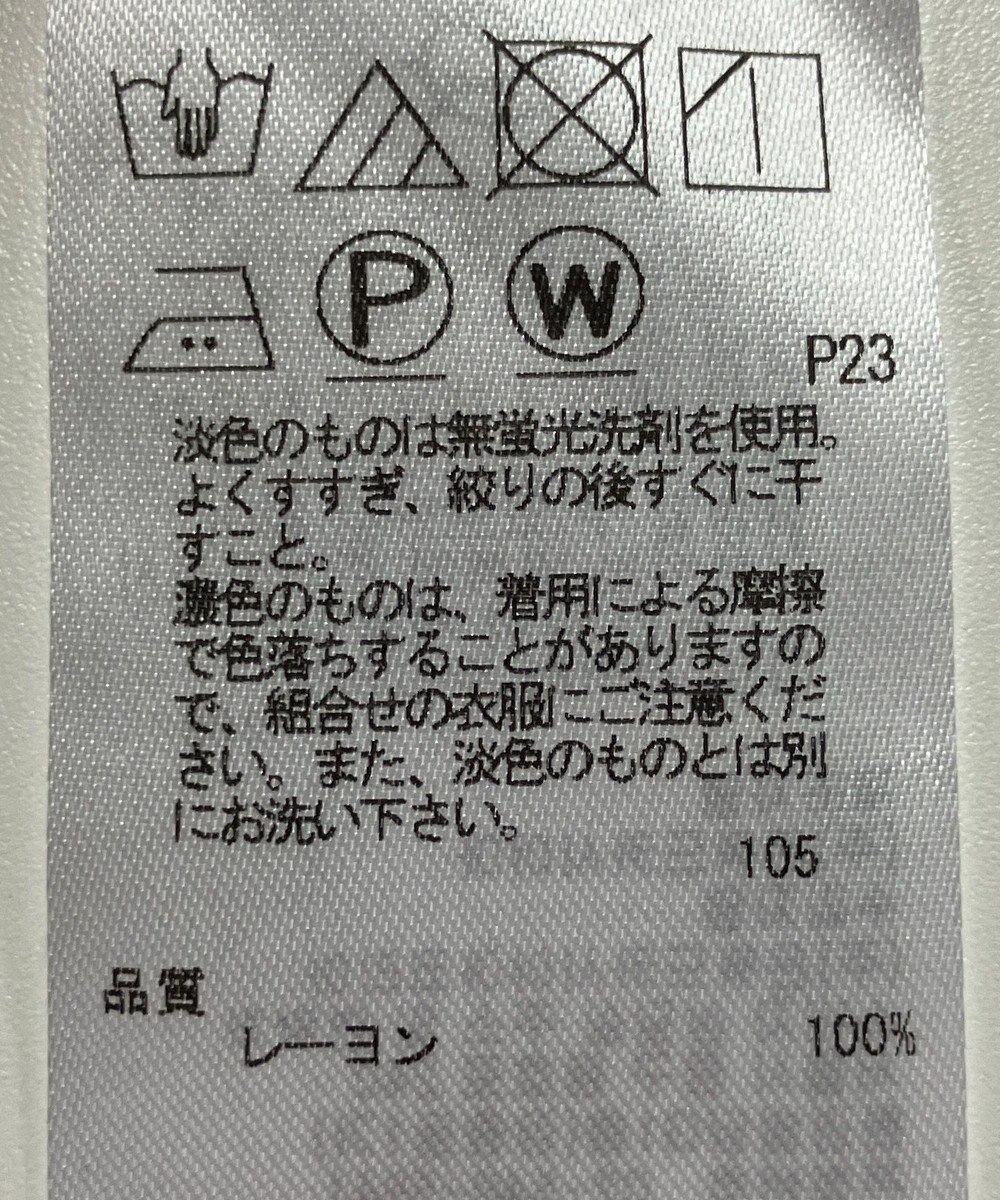 P
W
P23
淡色のものは無蛍光洗剤を使用。
よくすすぎ、絞りの後すぐに干
すこと。
濃色のものは、着用による摩擦
で色落ちすることがありますの
で、組合せの衣服にご注意くだ
さい。また、淡色のものとは別
にお洗い下さい。
105
品質
レーヨン 100%